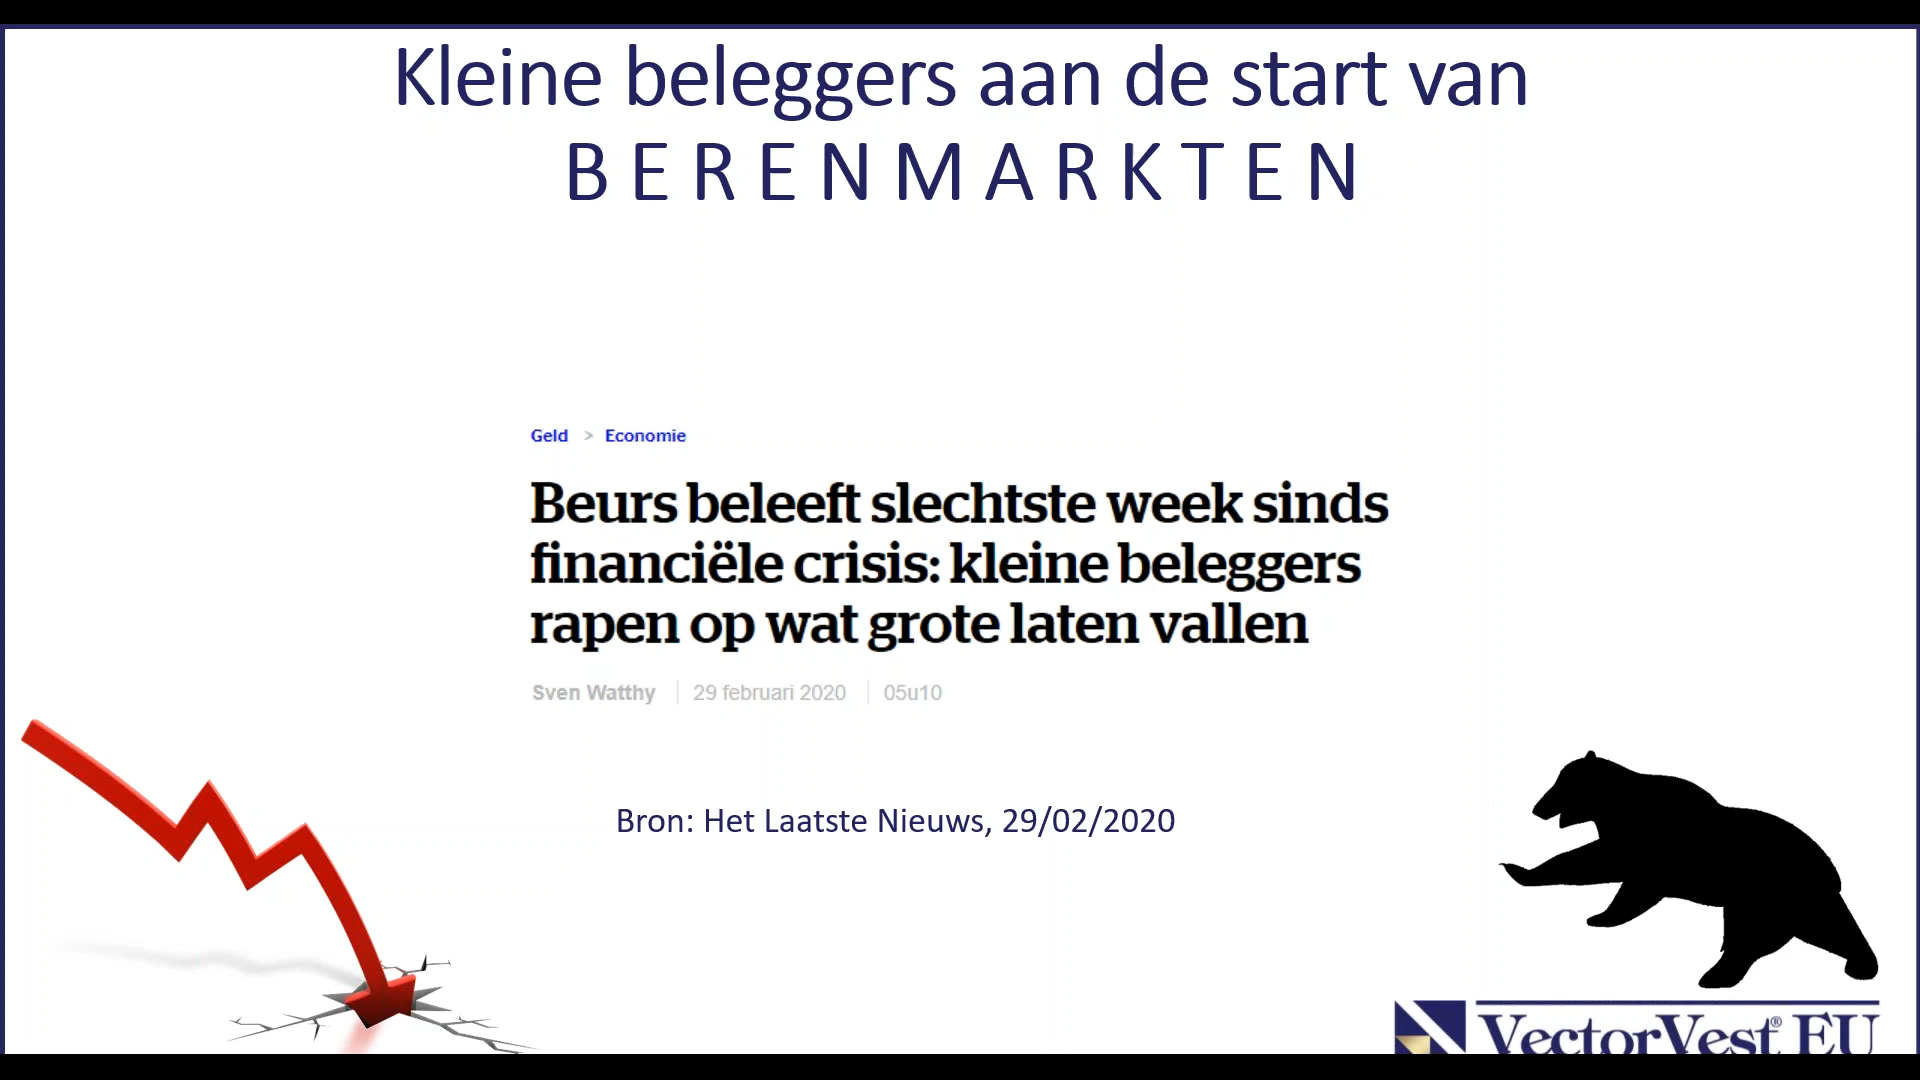 Kleine beleggers aan de start van
B E R E N M A R K T E N
Geld > Economie
Beurs beleeft slechtste week sinds
financiële crisis: kleine beleggers
rapen op wat grote laten vallen
Sven Watthy | 29 februari 2020 | 05u10
Bron: Het Laatste Nieuws, 29/02/2020
VectorVest® EU